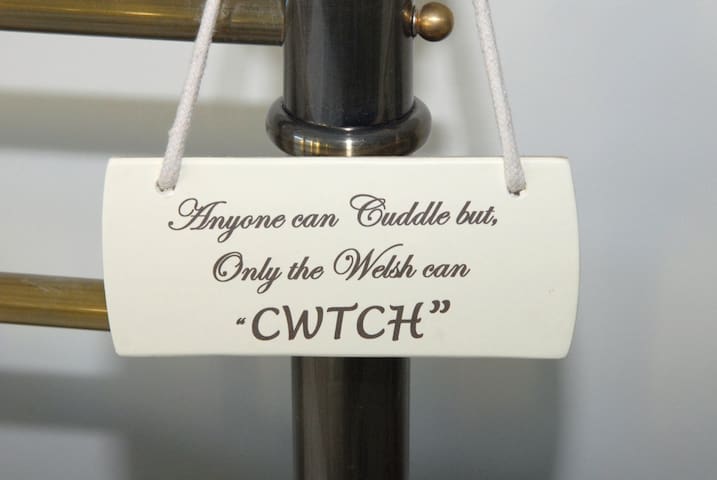 Anyone can Cuddle but,
Only the Welsh can
“CWTCH”